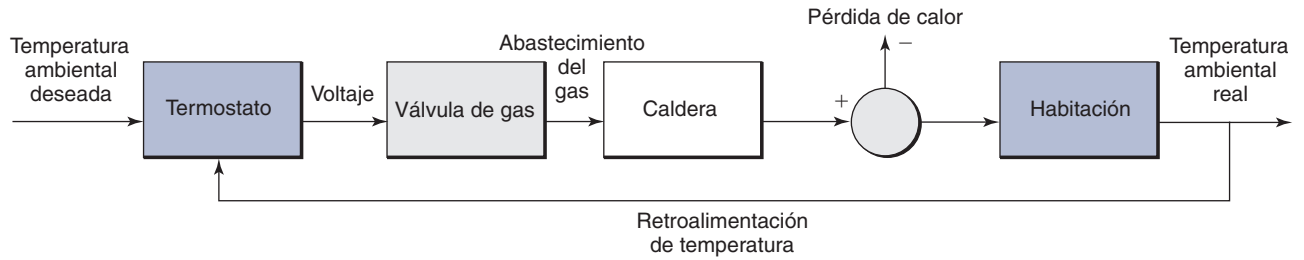 Pérdida de calor
Temperatura
ambiental
deseada
Termostato
Voltaje
Válvula de gas
Abastecimiento
del
gas
Caldera
+
−
Habitación
Temperatura
ambiental
real
Retroalimentación
de temperatura